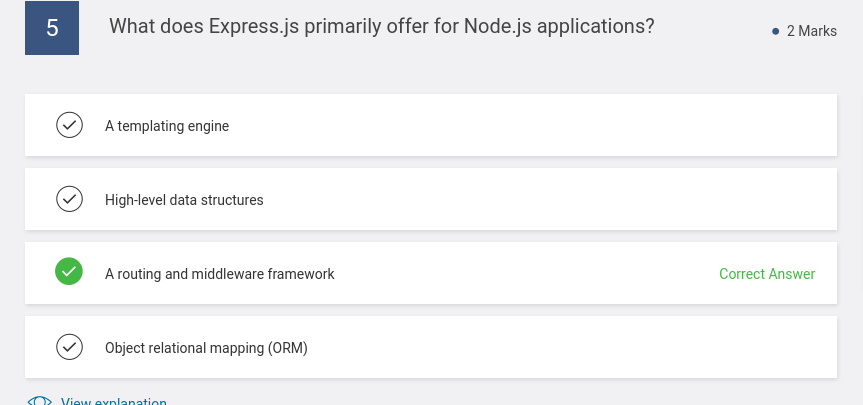 5
What does Express.js primarily offer for Node.js applications?
2 Marks
A templating engine
High-level data structures
A routing and middleware framework
Correct Answer
Object relational mapping (ORM)
View explanation